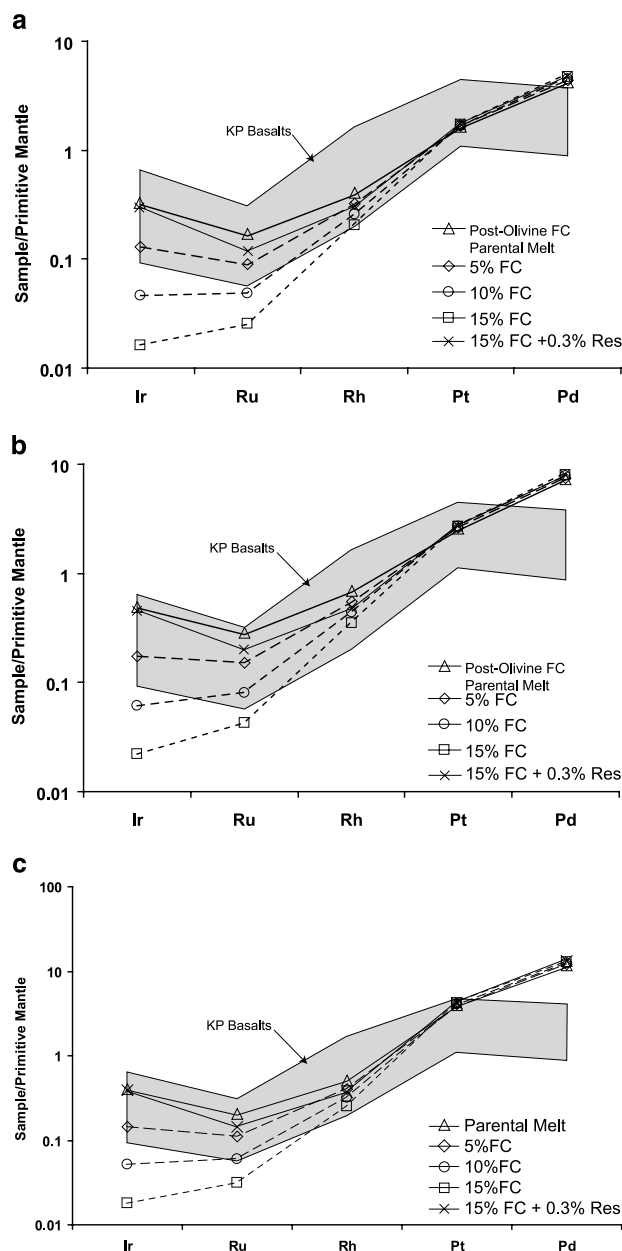 a
10
1
0.1
0.01
Sample/Primitive Mantle
KP Basalts
Post-Olivine FC
Parental Melt
5% FC
10% FC
15% FC
15% FC +0.3% Res
Ir Ru Rh Pt Pd
b
10
1
0.1
0.01
Sample/Primitive Mantle
KP Basalts
Post-Olivine FC
Parental Melt
5% FC
10% FC
15% FC
15% FC + 0.3% Res
Ir Ru Rh Pt Pd
c
100
10
1
0.1
0.01
Sample/Primitive Mantle
KP Basalts
Parental Melt
5%FC
10%FC
15%FC
15% FC + 0.3% Res
Ir Ru Rh Pt Pd